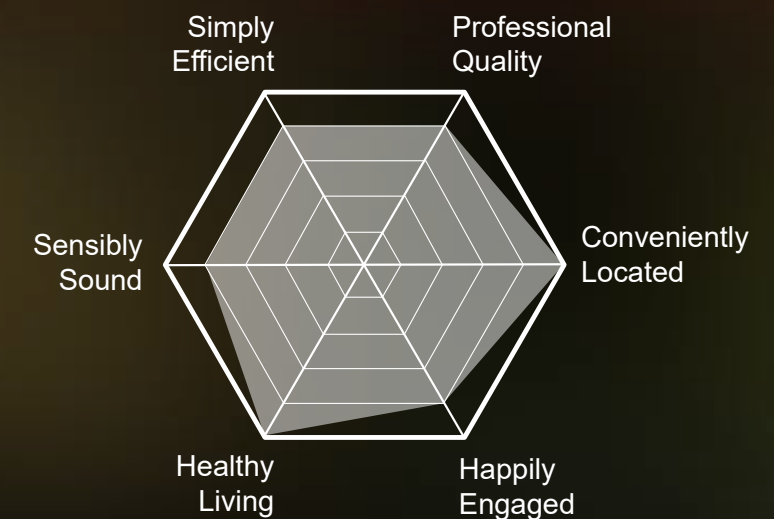 Simply
Efficient
Professional
Quality
Sensibly
Sound
Conveniently
Located
Healthy
Living
Happily
Engaged